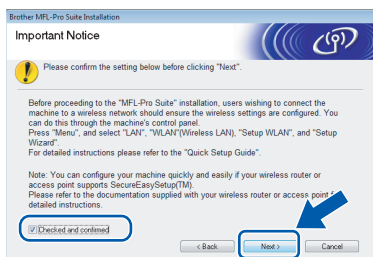 Brother MFL-Pro Suite Installation
Important Notice
Please confirm the setting below before clicking "Next".
Before proceeding to the "MFL-Pro Suite" installation, users wishing to connect the
machine to a wireless network should ensure the wireless settings are configured. You
can do this through the machine's control panel.
Press "Menu", and select "LAN", "WLAN"(Wireless LAN), "Setup WLAN", and "Setup
Wizard".
For detailed instructions please refer to the "Quick Setup Guide".
Note: You can configure your machine quickly and easily if your wireless router or
access point supports SecureEasySetup(TM).
Please refer to the documentation supplied with your wireless router or access point
detailed instructions.
Checked and confirmed
< Back Next > Cancel